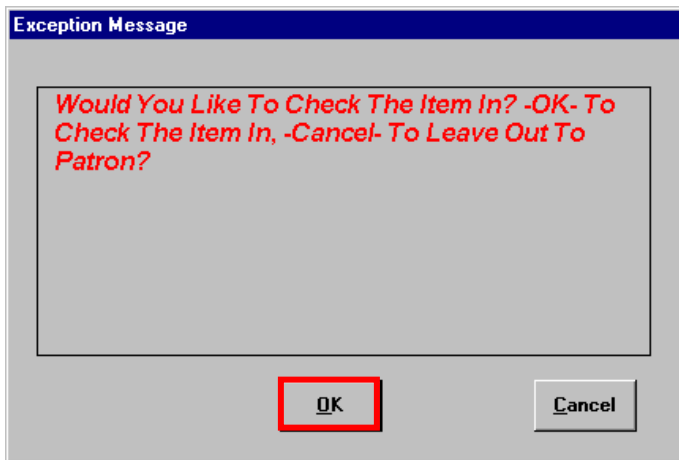 Exception Message
Would You Like To Check The Item In? -OK- To
Check The Item In, -Cancel- To Leave Out To
Patron?
OK
Cancel